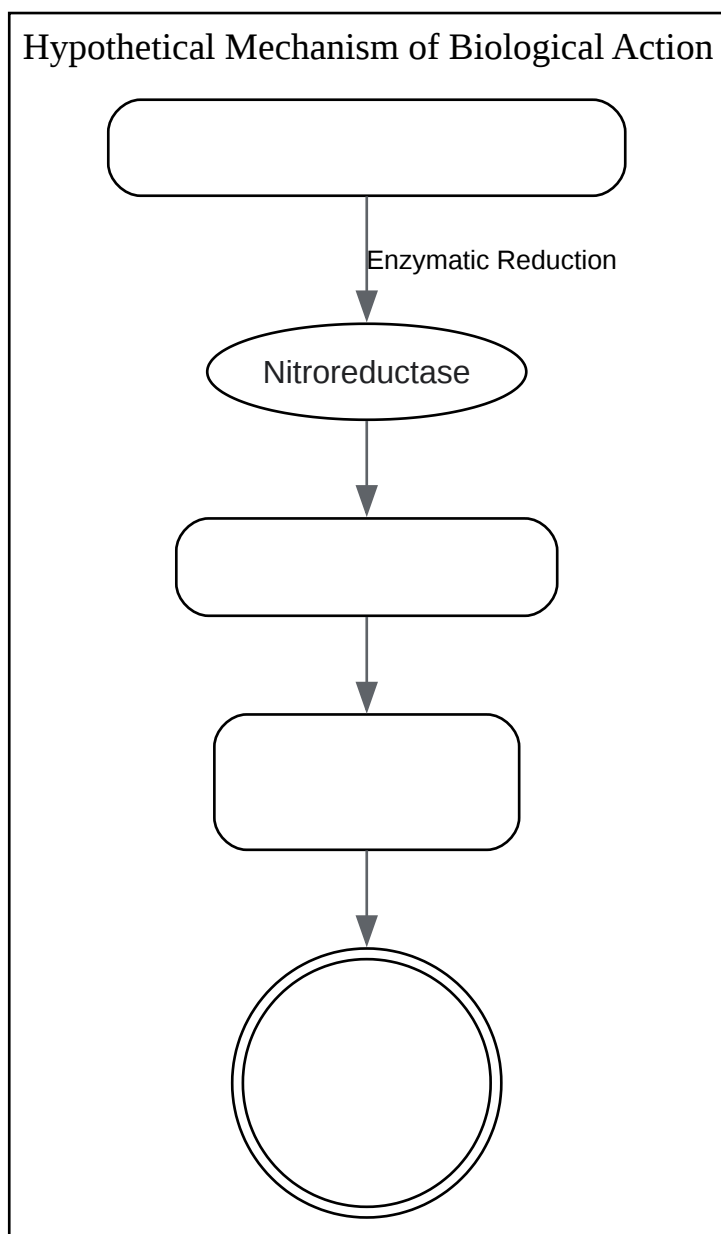 Hypothetical Mechanism of Biological Action
Enzymatic Reduction
Nitroreductase